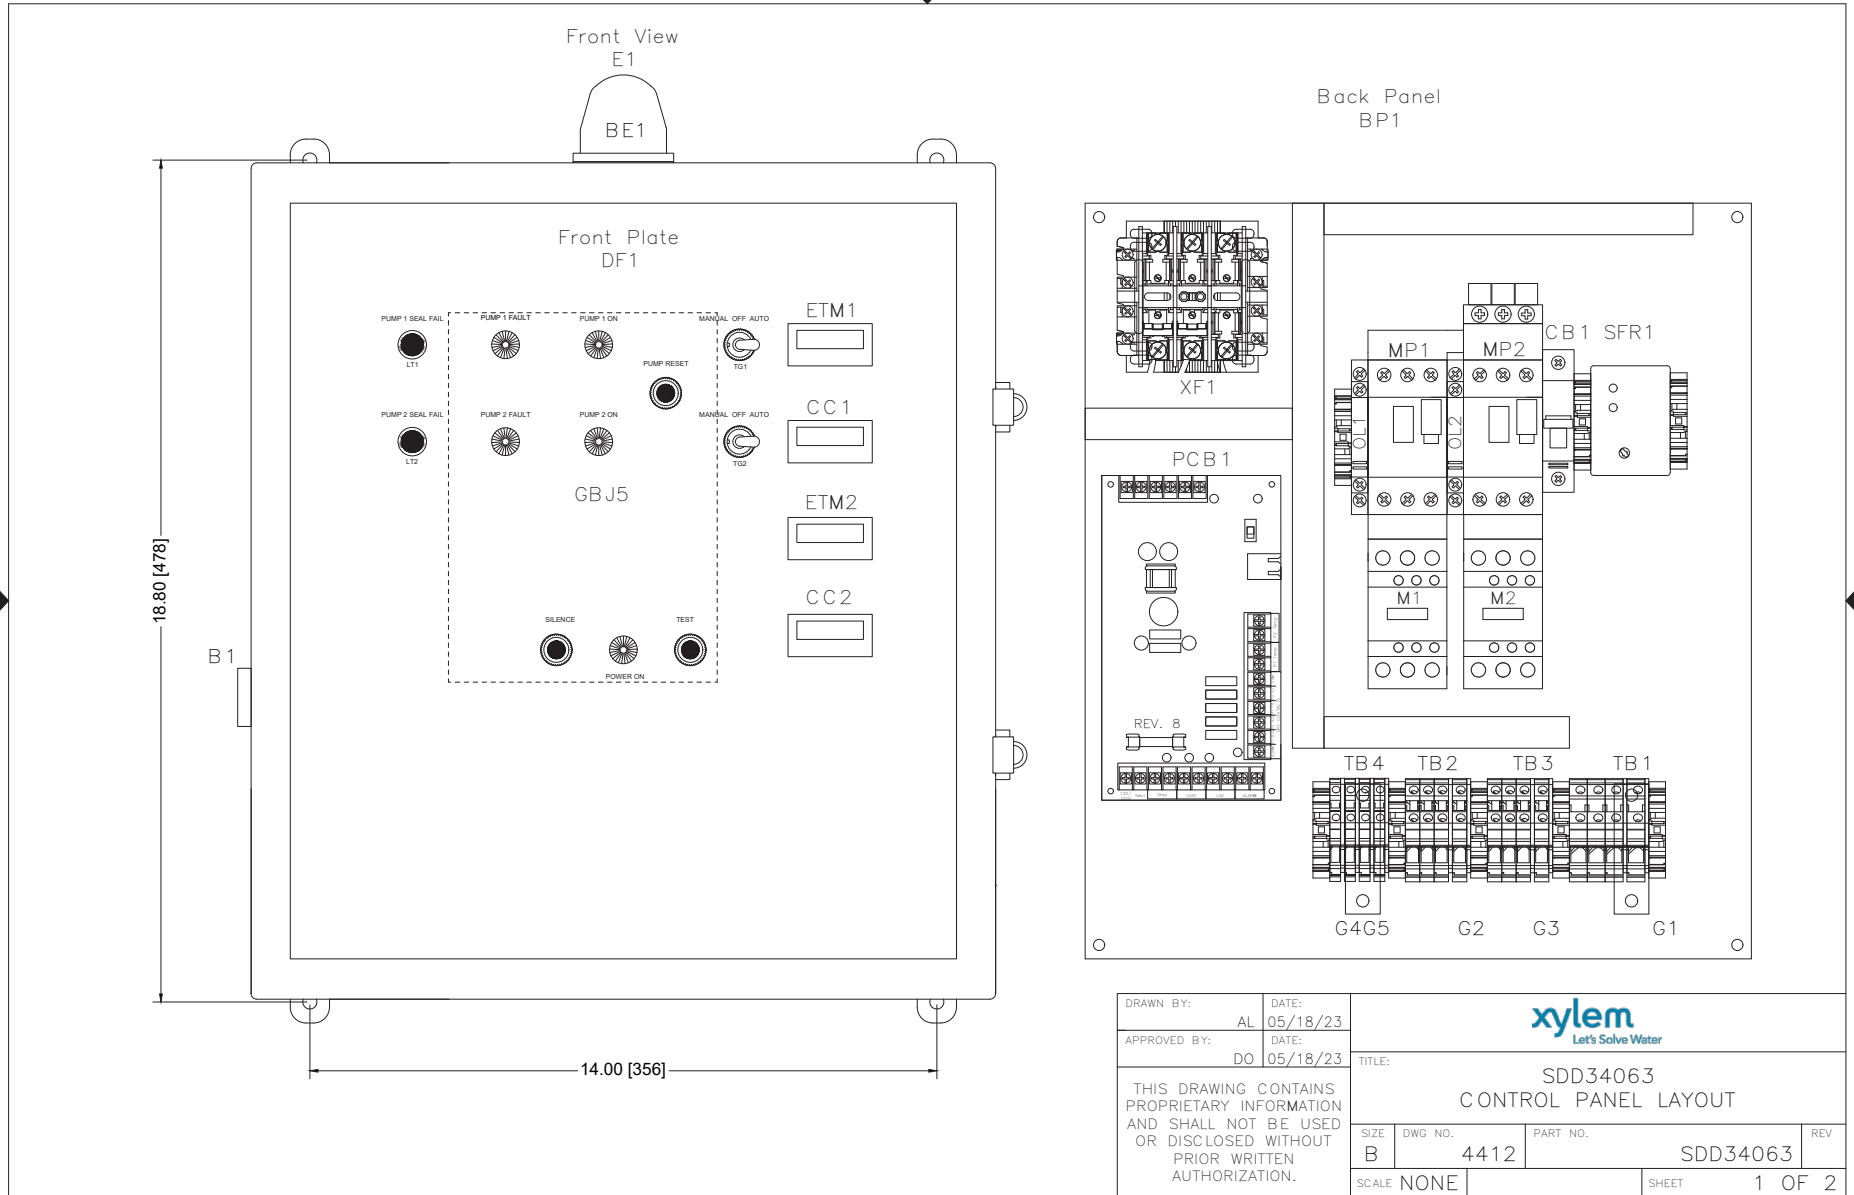 Front View
E1
BE1
Back Panel
BP1
Front Plate
DF1
PUMP 1 SEAL FAIL
PUMP 1 FAULT
PUMP 1 ON
MANUAL OFF AUTO
ETM1
LT1
TG1
PUMP RESET
PUMP 2 SEAL FAIL
PUMP 2 FAULT
PUMP 2 ON
MANUAL OFF AUTO
CC1
LT2
TG2
GBJ5
ETM2
CC2
SILENCE
TEST
POWER ON
B1
18.80 [478]
14.00 [356]
XF1
PCB1
REV. 8
CB1 SFR1
MP1
MP2
OL1
OL2
M1
M2
TB4
TB2
TB3
TB1
G4G5
G2
G3
G1
DRAWN BY:
AL
DATE:
05/18/23
APPROVED BY:
DO
DATE:
05/18/23
THIS DRAWING CONTAINS
PROPRIETARY INFORMATION
AND SHALL NOT BE USED
OR DISCLOSED WITHOUT
PRIOR WRITTEN
AUTHORIZATION.
xylem
Let's Solve Water
TITLE:
SDD34063
CONTROL PANEL LAYOUT
SIZE
B
DWG NO.
4412
PART NO.
SDD34063
REV
SCALE NONE
SHEET 1 OF 2